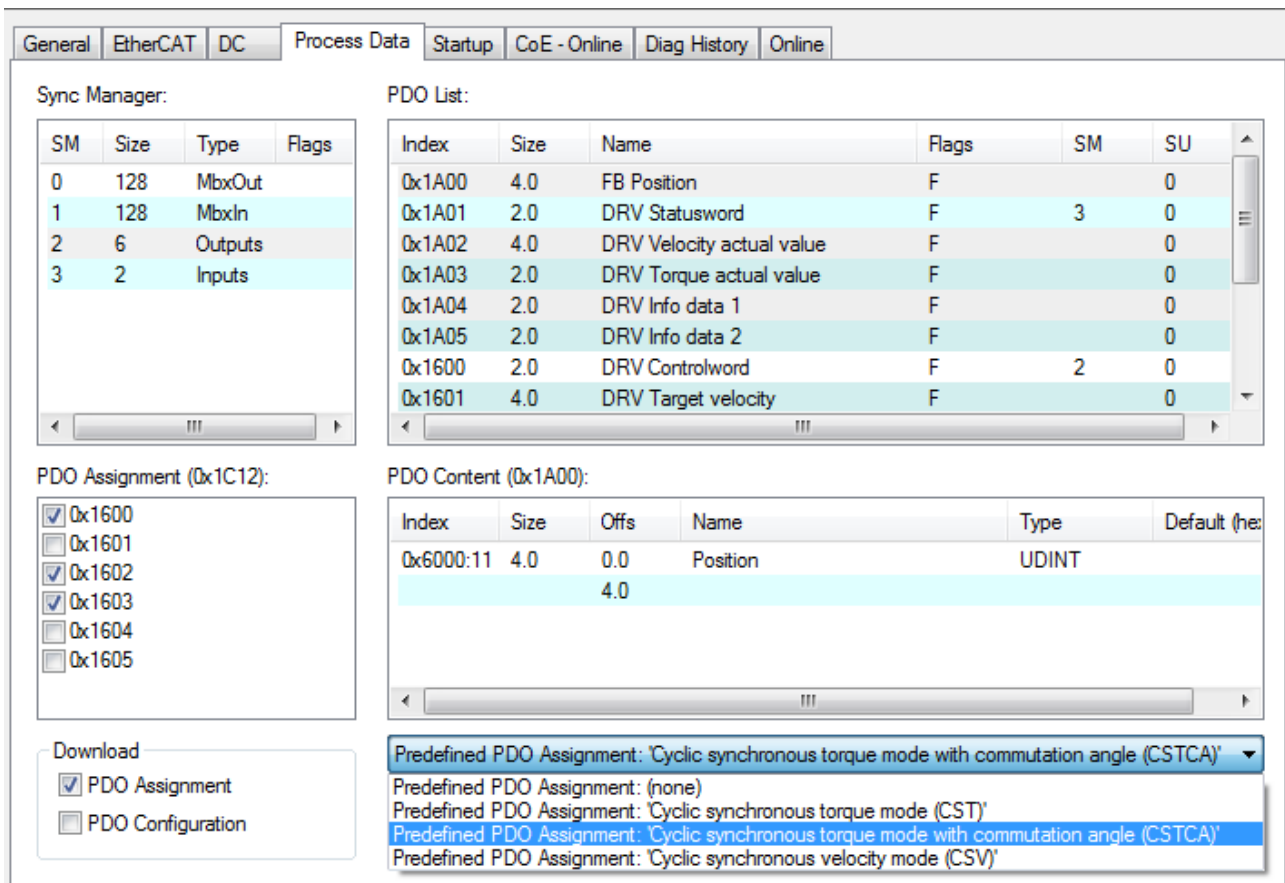 General EtherCAT DC Process Data Startup CoE - Online Diag History Online
Sync Manager:
SM Size Type Flags
0 128 MbxOut
1 128 MbxIn
2 6 Outputs
3 2 Inputs
PDO List:
Index Size Name Flags SM SU
0x1A00 4.0 FB Position F 0
0x1A01 2.0 DRV Statusword F 3 0
0x1A02 4.0 DRV Velocity actual value F 0
0x1A03 2.0 DRV Torque actual value F 0
0x1A04 2.0 DRV Info data 1 F 0
0x1A05 2.0 DRV Info data 2 F 0
0x1600 2.0 DRV Controlword F 2 0
0x1601 4.0 DRV Target velocity F 0
PDO Assignment (0x1C12):
0x1600
0x1601
0x1602
0x1603
0x1604
0x1605
PDO Content (0x1A00):
Index Size Offs Name Type Default (hex
0x6000:11 4.0 0.0 Position UDINT
4.0
Download
PDO Assignment
PDO Configuration
Predefined PDO Assignment: 'Cyclic synchronous torque mode with commutation angle (CSTCA)'
Predefined PDO Assignment: (none)
Predefined PDO Assignment: 'Cyclic synchronous torque mode (CST)'
Predefined PDO Assignment: 'Cyclic synchronous torque mode with commutation angle (CSTCA)'
Predefined PDO Assignment: 'Cyclic synchronous velocity mode (CSV)'